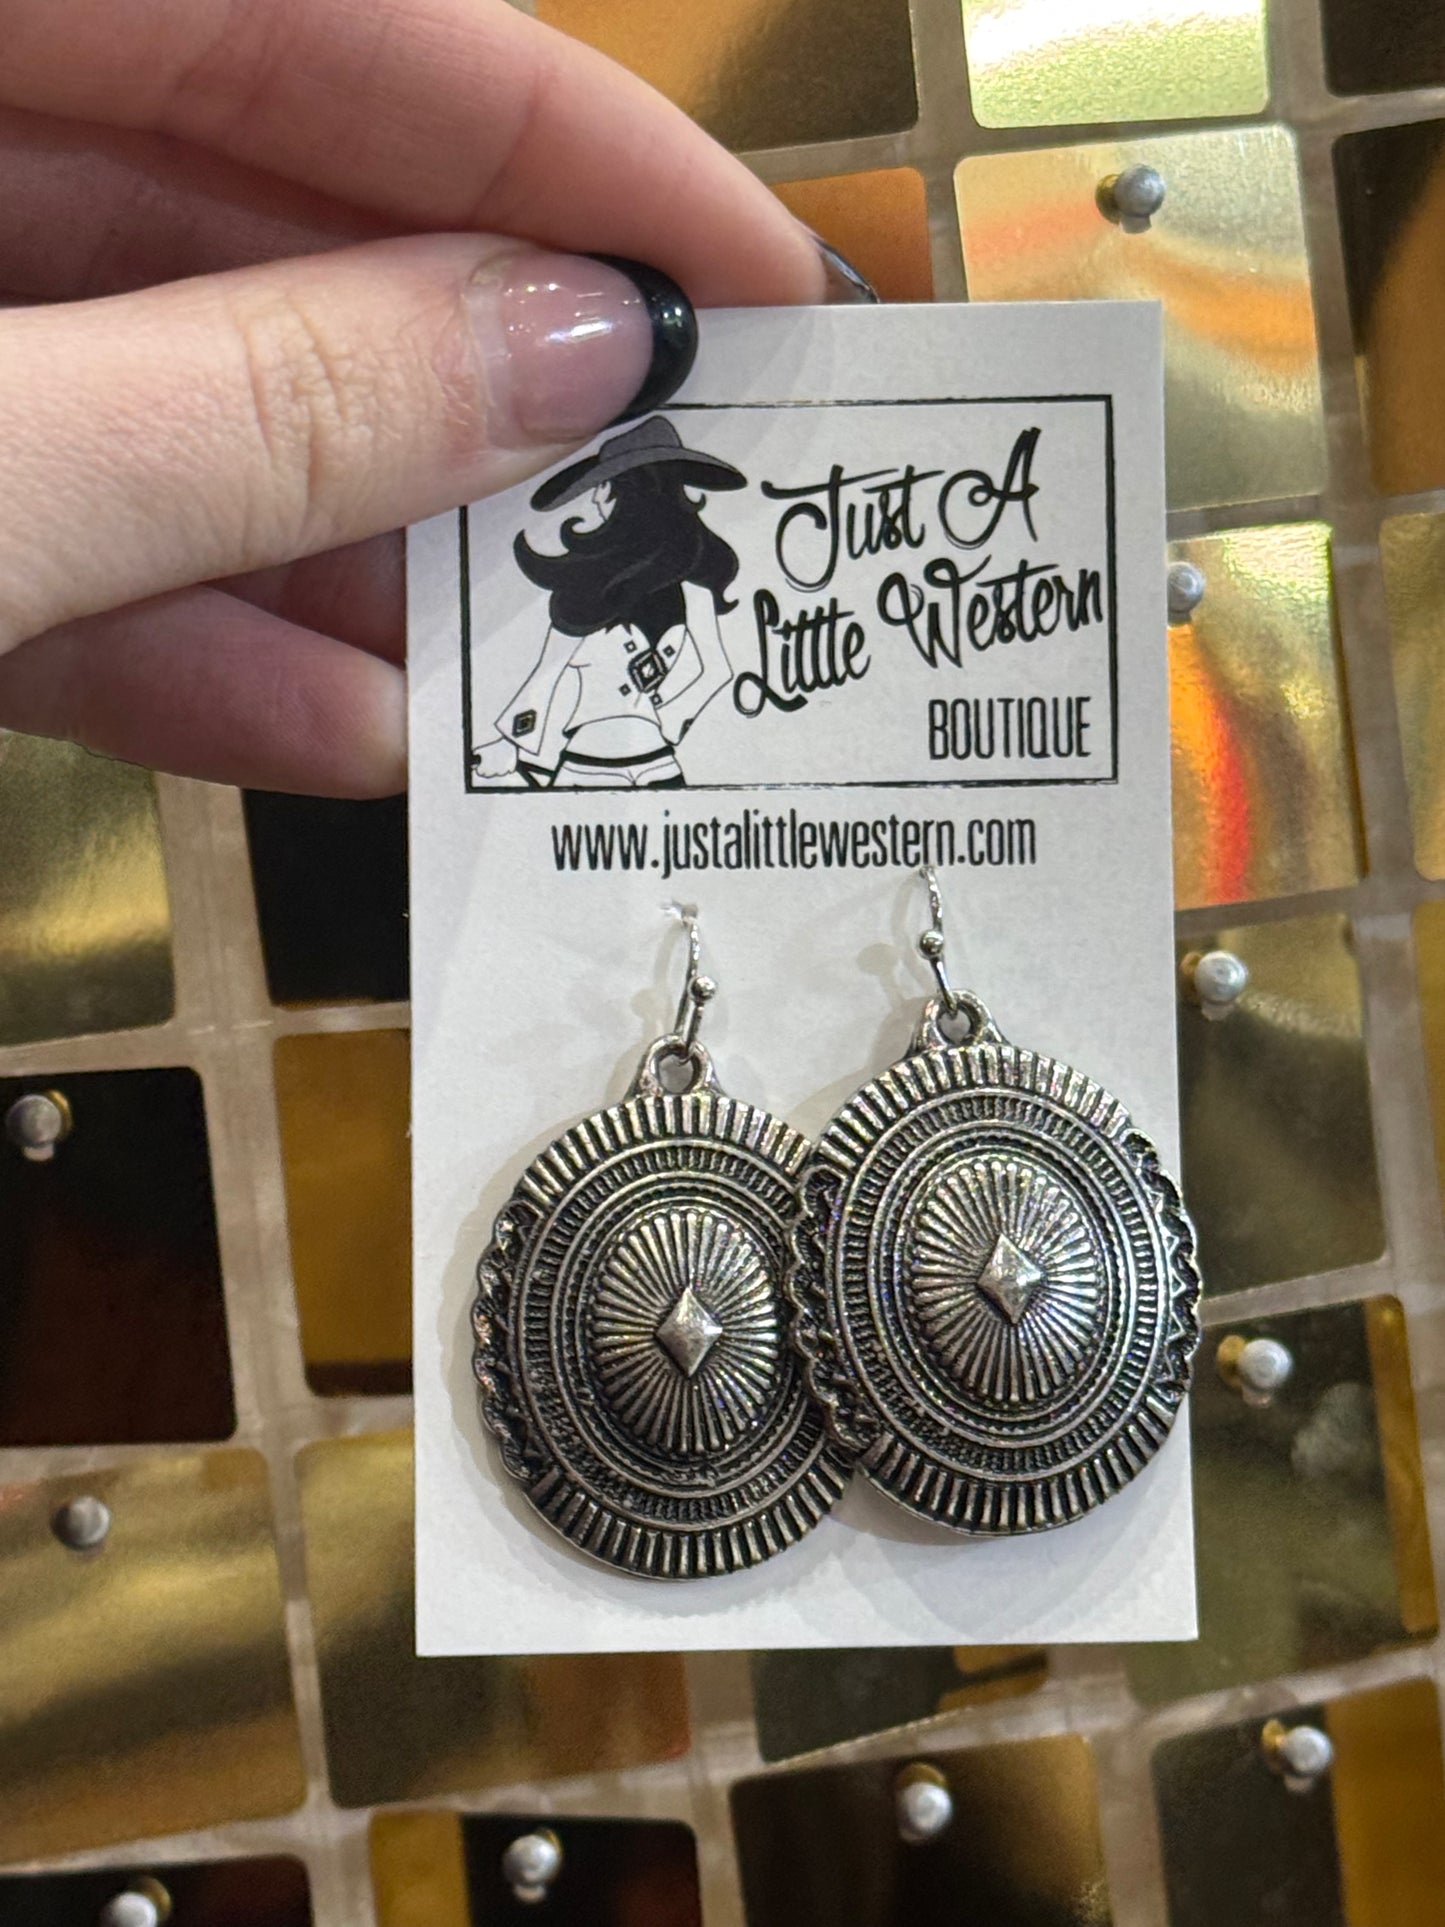 Just A
Little Western
BOUTIQUE
www.justalittlewestern.com